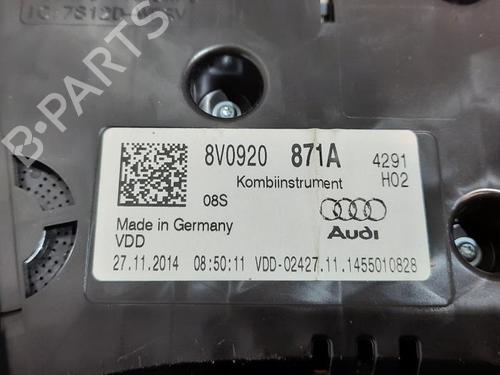 8V0920 871A 4291
Kombiinstrument H02
08S
Made in Germany
VDD Audi
27.11.2014 08:50:11 VDD-02427.11.1455010828
B-PARTS